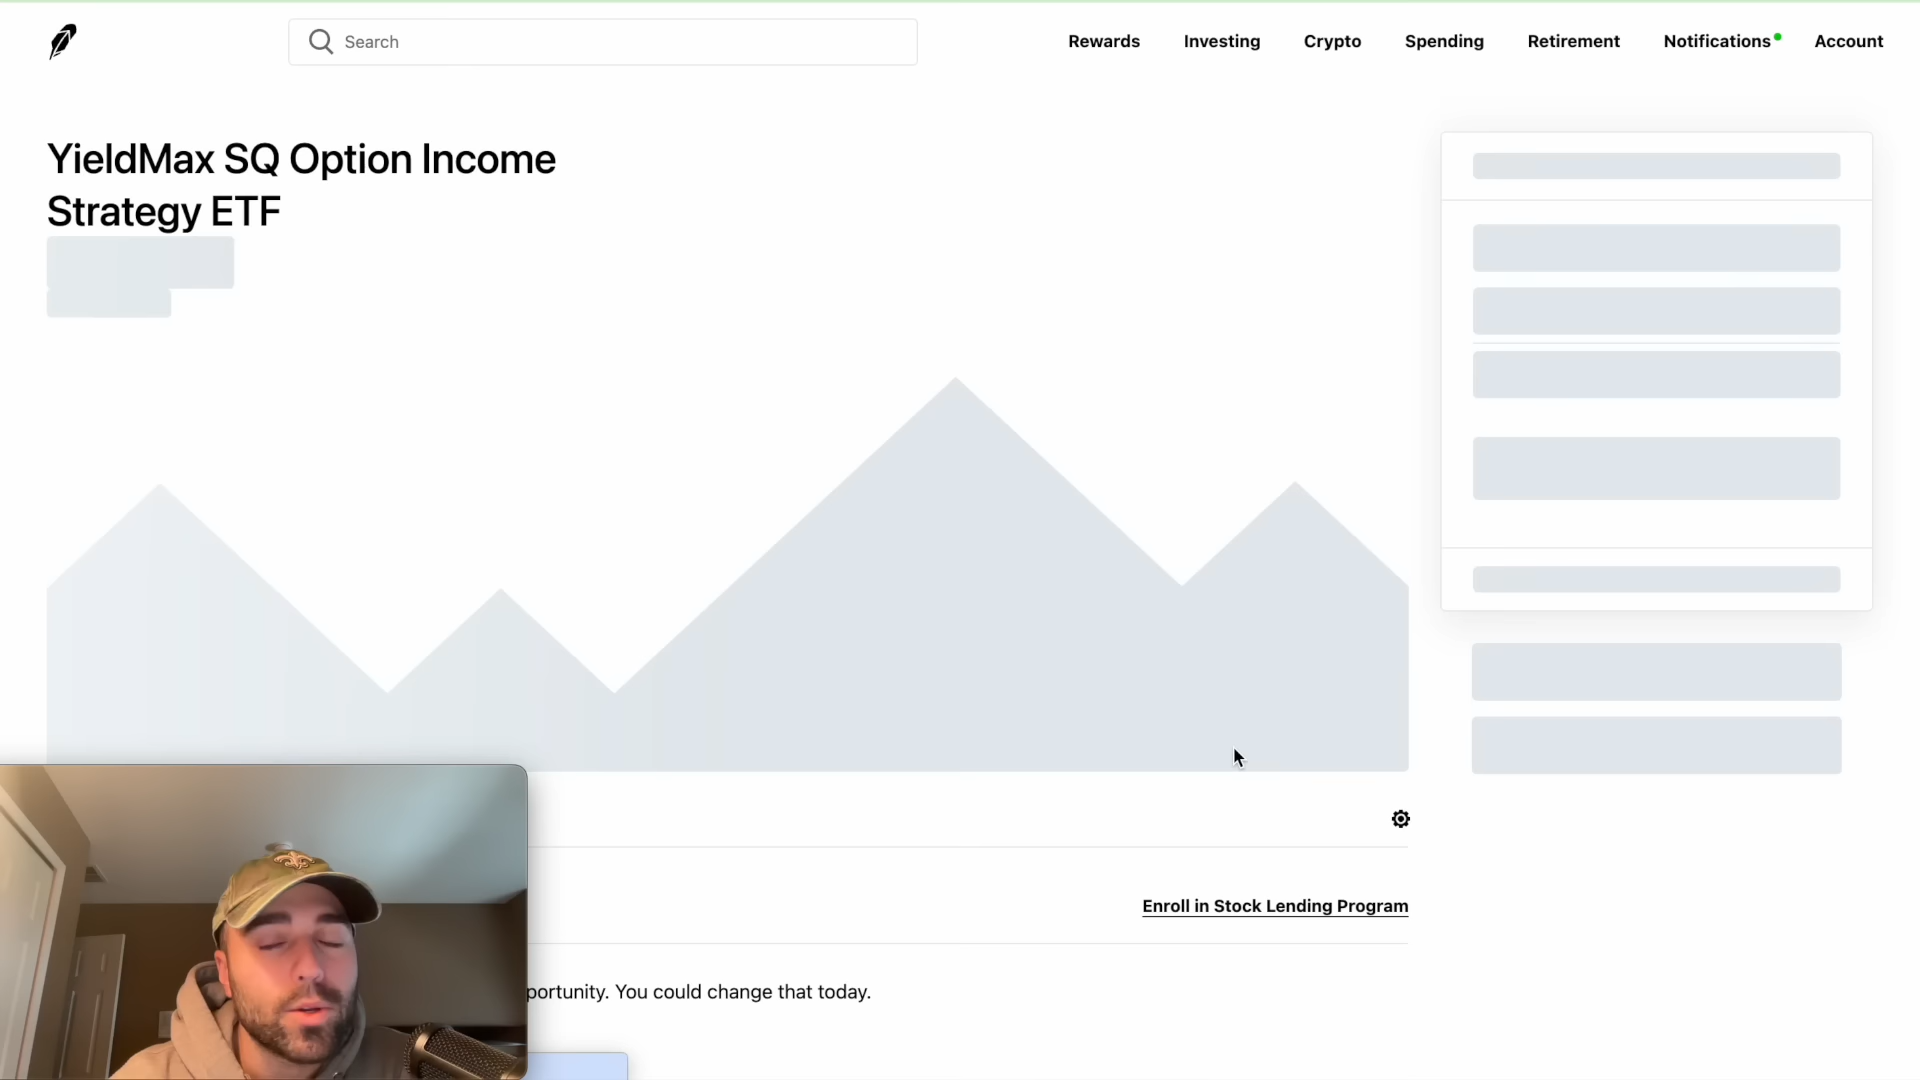 Search
Rewards
Investing
Crypto
Spending
Retirement
Notifications
Account
YieldMax SQ Option Income
Strategy ETF
Enroll in Stock Lending Program
portunity. You could change that today.